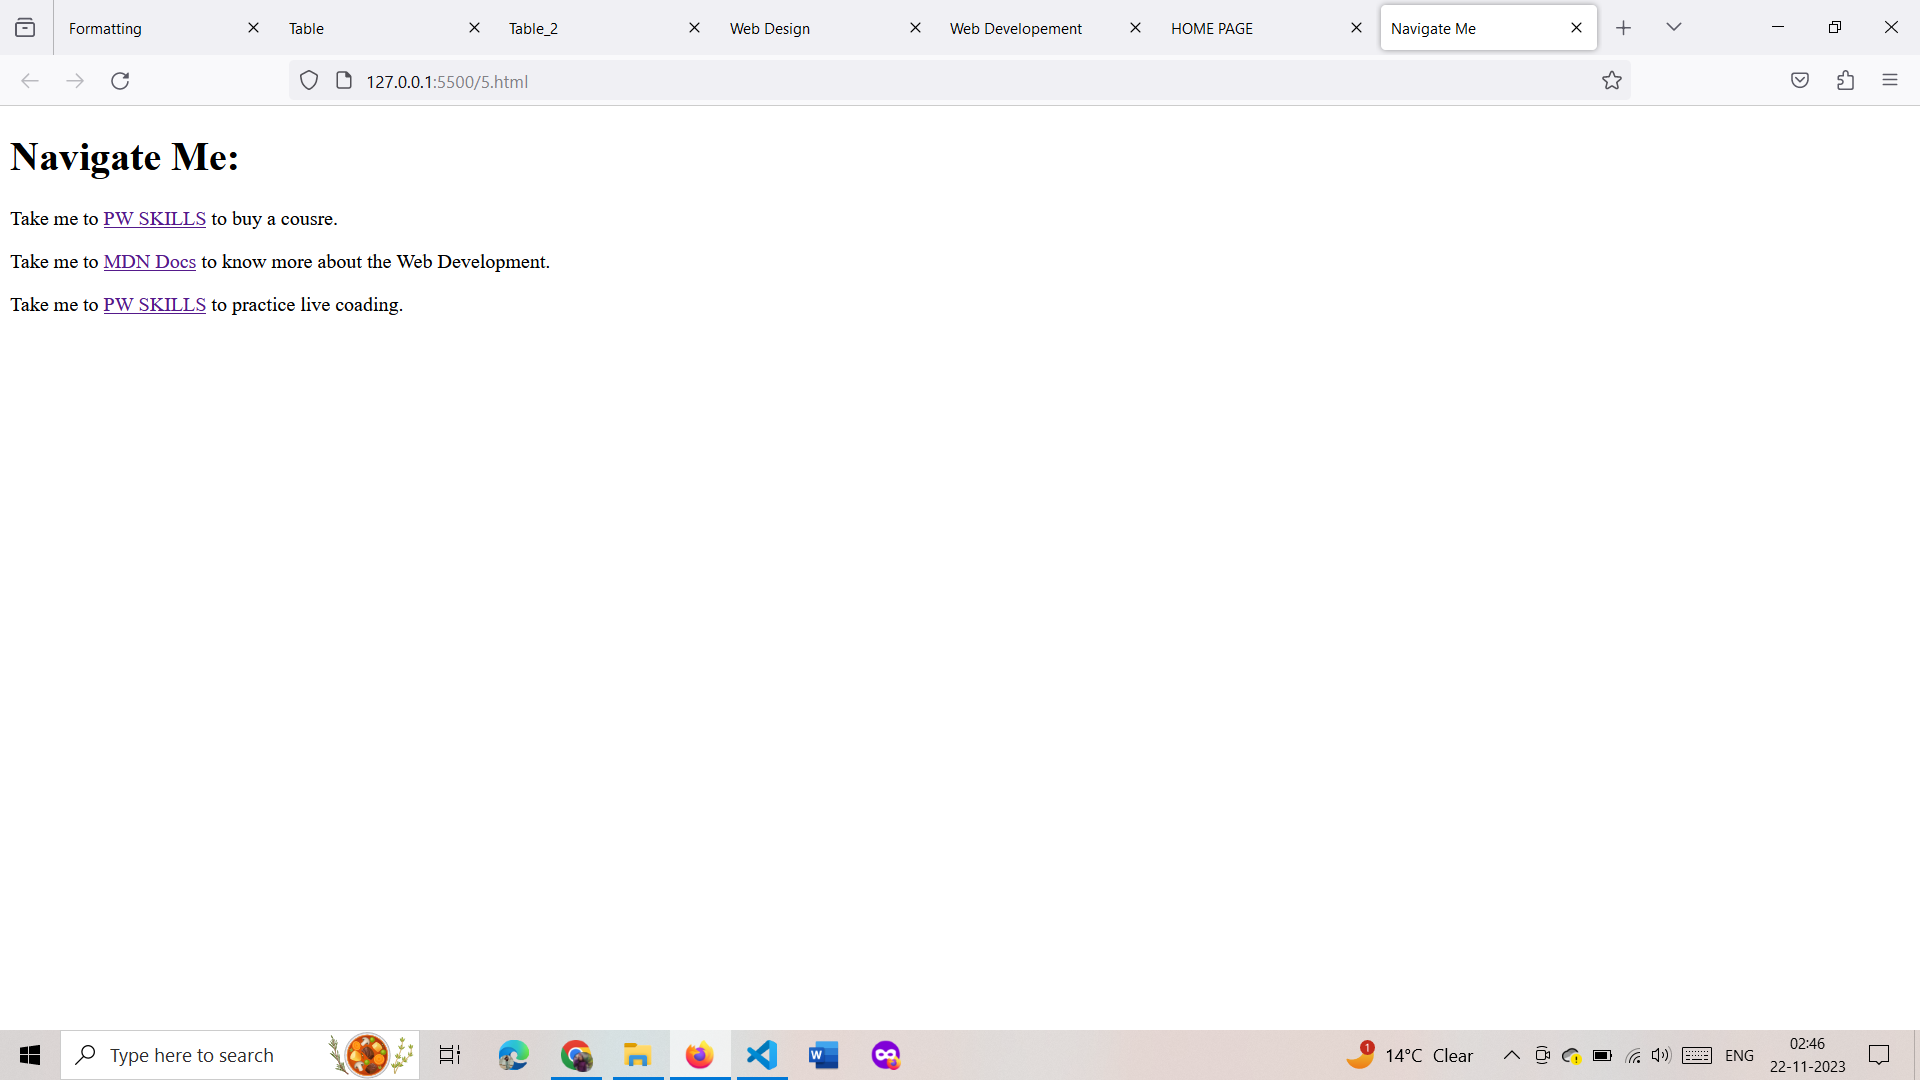 Formatting
Table
Table_2
Web Design
Web Developement
HOME PAGE
Navigate Me
127.0.0.1:5500/5.html
Navigate Me:
Take me to PW SKILLS to buy a cousre.
Take me to MDN Docs to know more about the Web Development.
Take me to PW SKILLS to practice live coading.
Type here to search
W
1
14°C Clear
ENG
02:46
22-11-2023